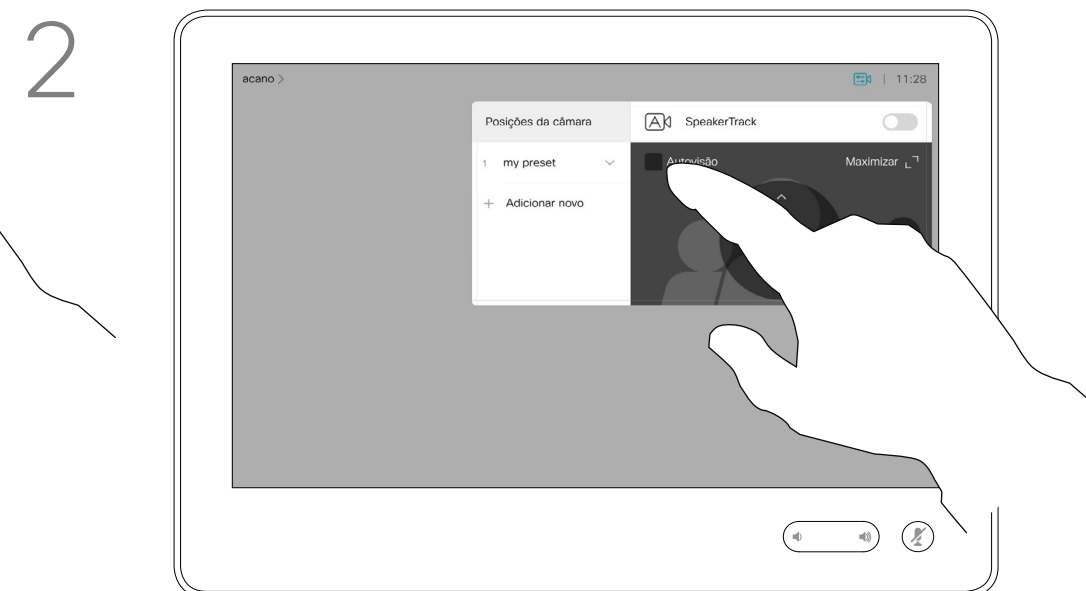 2
acano >
11:28
Posições da câmara
SpeakerTrack
1 my preset
Autovisão
Maximizar
+ Adicionar novo